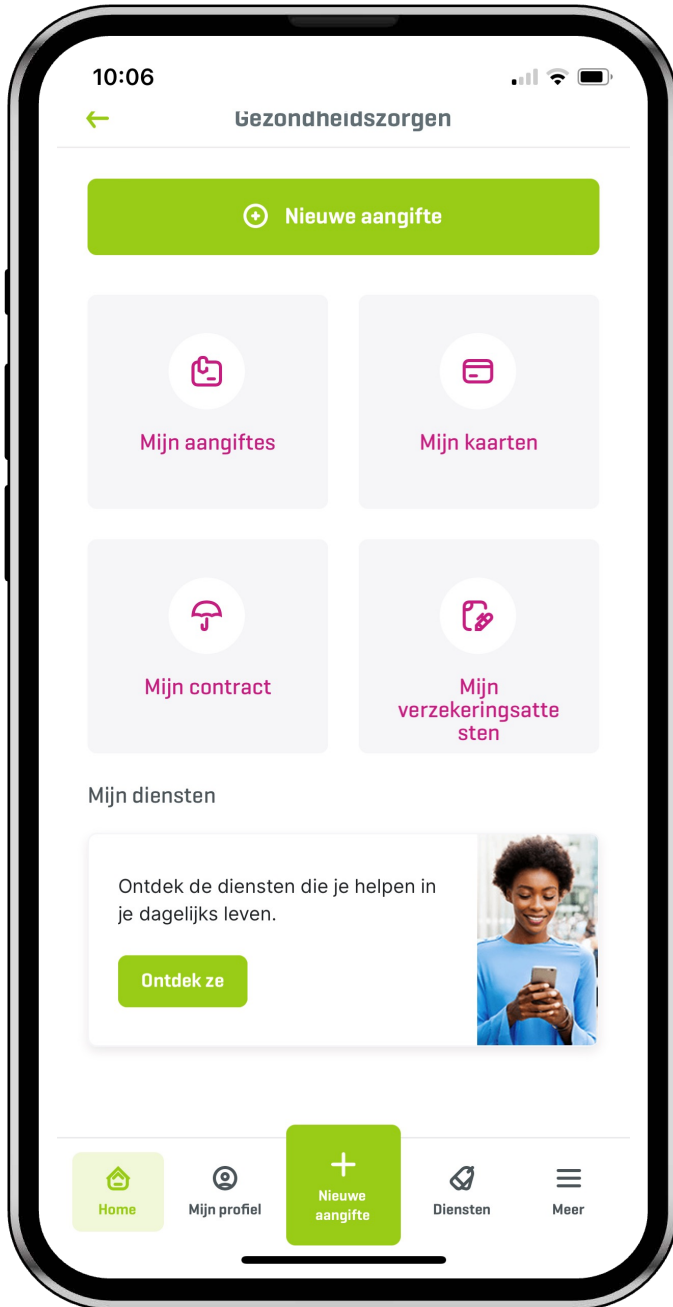 10:06
Gezondheidszorgen
Nieuwe aangifte
Mijn aangiftes
Mijn kaarten
Mijn contract
Mijn
verzekeringsatte
sten
Mijn diensten
Ontdek de diensten die je helpen in
je dagelijks leven.
Ontdek ze
Home
Mijn profiel
Nieuwe
aangifte
Diensten
Meer